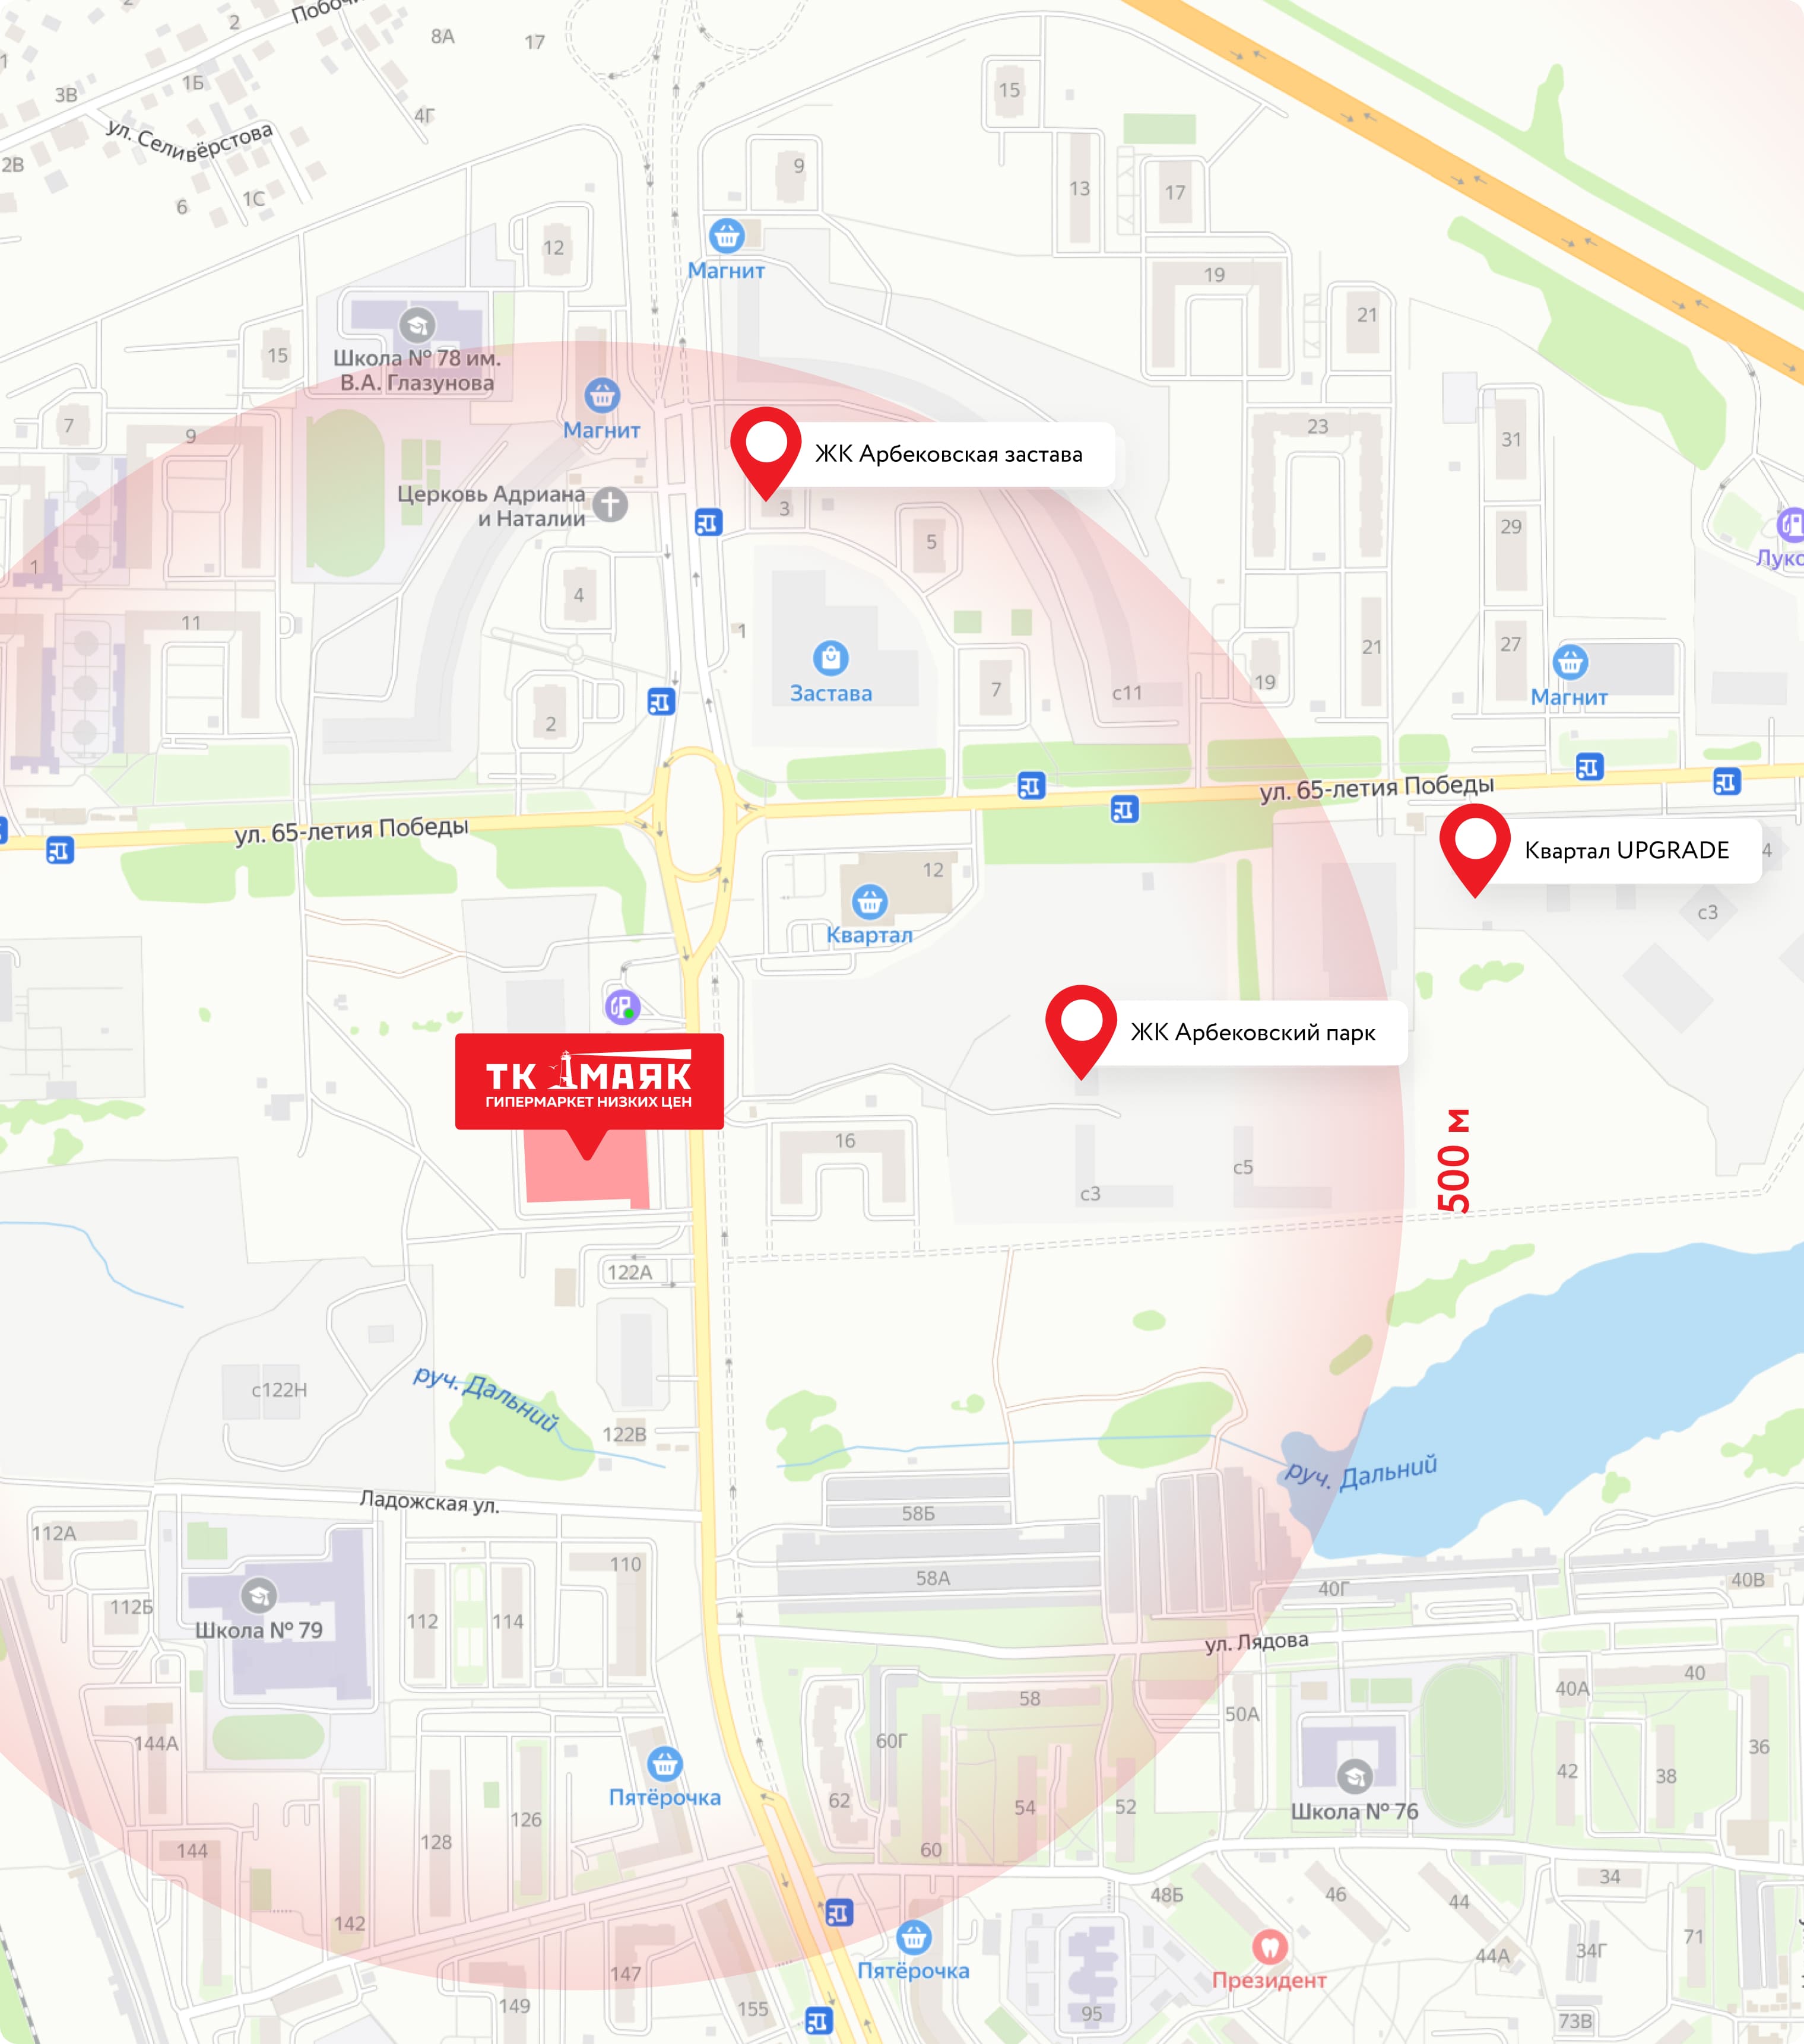 2
8А
17
2
1Б
3В
4Г
ул. Селивёрстова
2В
1С
6
15
9
13
17
12
Магнит
19
21
Школа № 78 им.
В.А. Глазунова
15
Магнит
7
9
23
31
ЖК Арбековская застава
Церковь Адриана
и Наталии
3
5
29
1
4
11
1
Застава
7
с11
19
21
27
Магнит
2
ул. 65-летия Победы
ул. 65-летия Победы
Квартал UPGRADE
4
12
Квартал
с3
ЖК Арбековский парк
ТК МАЯК
ГИПЕРМАРКЕТ НИЗКИХ ЦЕН
16
с3
с5
500 м
122А
с122Н
руч. Дальний
122В
руч. Дальний
Ладожская ул.
58Б
112А
110
58А
40Г
40В
112Б
Школа № 79
112
114
ул. Лядова
58
40А
40
50А
144А
60Г
36
Пятёрочка
62
54
52
42
38
Школа № 76
126
128
144
60
142
48Б
46
44
34
71
Пятёрочка
Президент
44А
34Г
147
149
155
95
73В